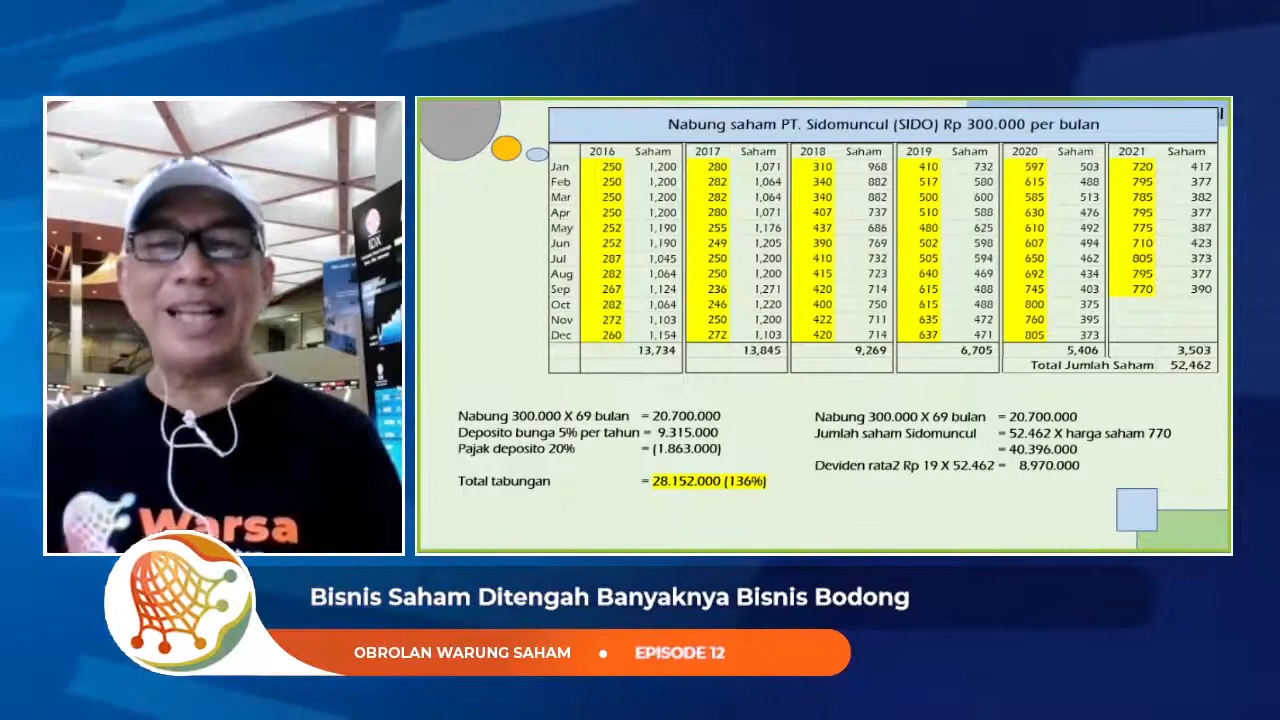 IDX
Warsa
Nabung saham PT. Sidomuncul (SIDO) Rp 300.000 per bulan
2016 Saham 2017 Saham 2018 Saham 2019 Saham 2020 Saham 2021 Saham
Jan 250 1,200 280 1,071 310 968 410 732 597 503 720 417
Feb 250 1,200 282 1,064 340 882 517 580 615 488 795 377
Mar 250 1,200 282 1,064 340 882 500 600 585 513 785 382
Apr 250 1,200 280 1,071 407 737 510 588 630 476 795 377
May 252 1,190 255 1,176 437 686 480 625 610 492 775 387
Jun 252 1,190 249 1,205 390 769 502 598 607 494 710 423
Jul 287 1,045 250 1,200 410 732 505 594 650 462 805 373
Aug 282 1,064 250 1,200 415 723 640 469 692 434 795 377
Sep 267 1,124 236 1,271 420 714 615 488 745 403 770 390
Oct 282 1,064 246 1,220 400 750 615 488 800 375
Nov 272 1,103 250 1,200 422 711 635 472 760 395
Dec 260 1,154 272 1,103 420 714 637 471 805 373
13,734 13,845 9,269 6,705 5,406 3,503
Total Jumlah Saham 52,462
Nabung 300.000 X 69 bulan = 20.700.000
Deposito bunga 5% per tahun = 9.315.000
Pajak deposito 20% = (1.863.000)
Total tabungan = 28.152.000 (136%)
Nabung 300.000 X 69 bulan = 20.700.000
Jumlah saham Sidomuncul = 52.462 X harga saham 770
= 40.396.000
Deviden rata2 Rp 19 X 52.462 = 8.970.000
Bisnis Saham Ditengah Banyaknya Bisnis Bodong
OBROLAN WARUNG SAHAM • EPISODE 12